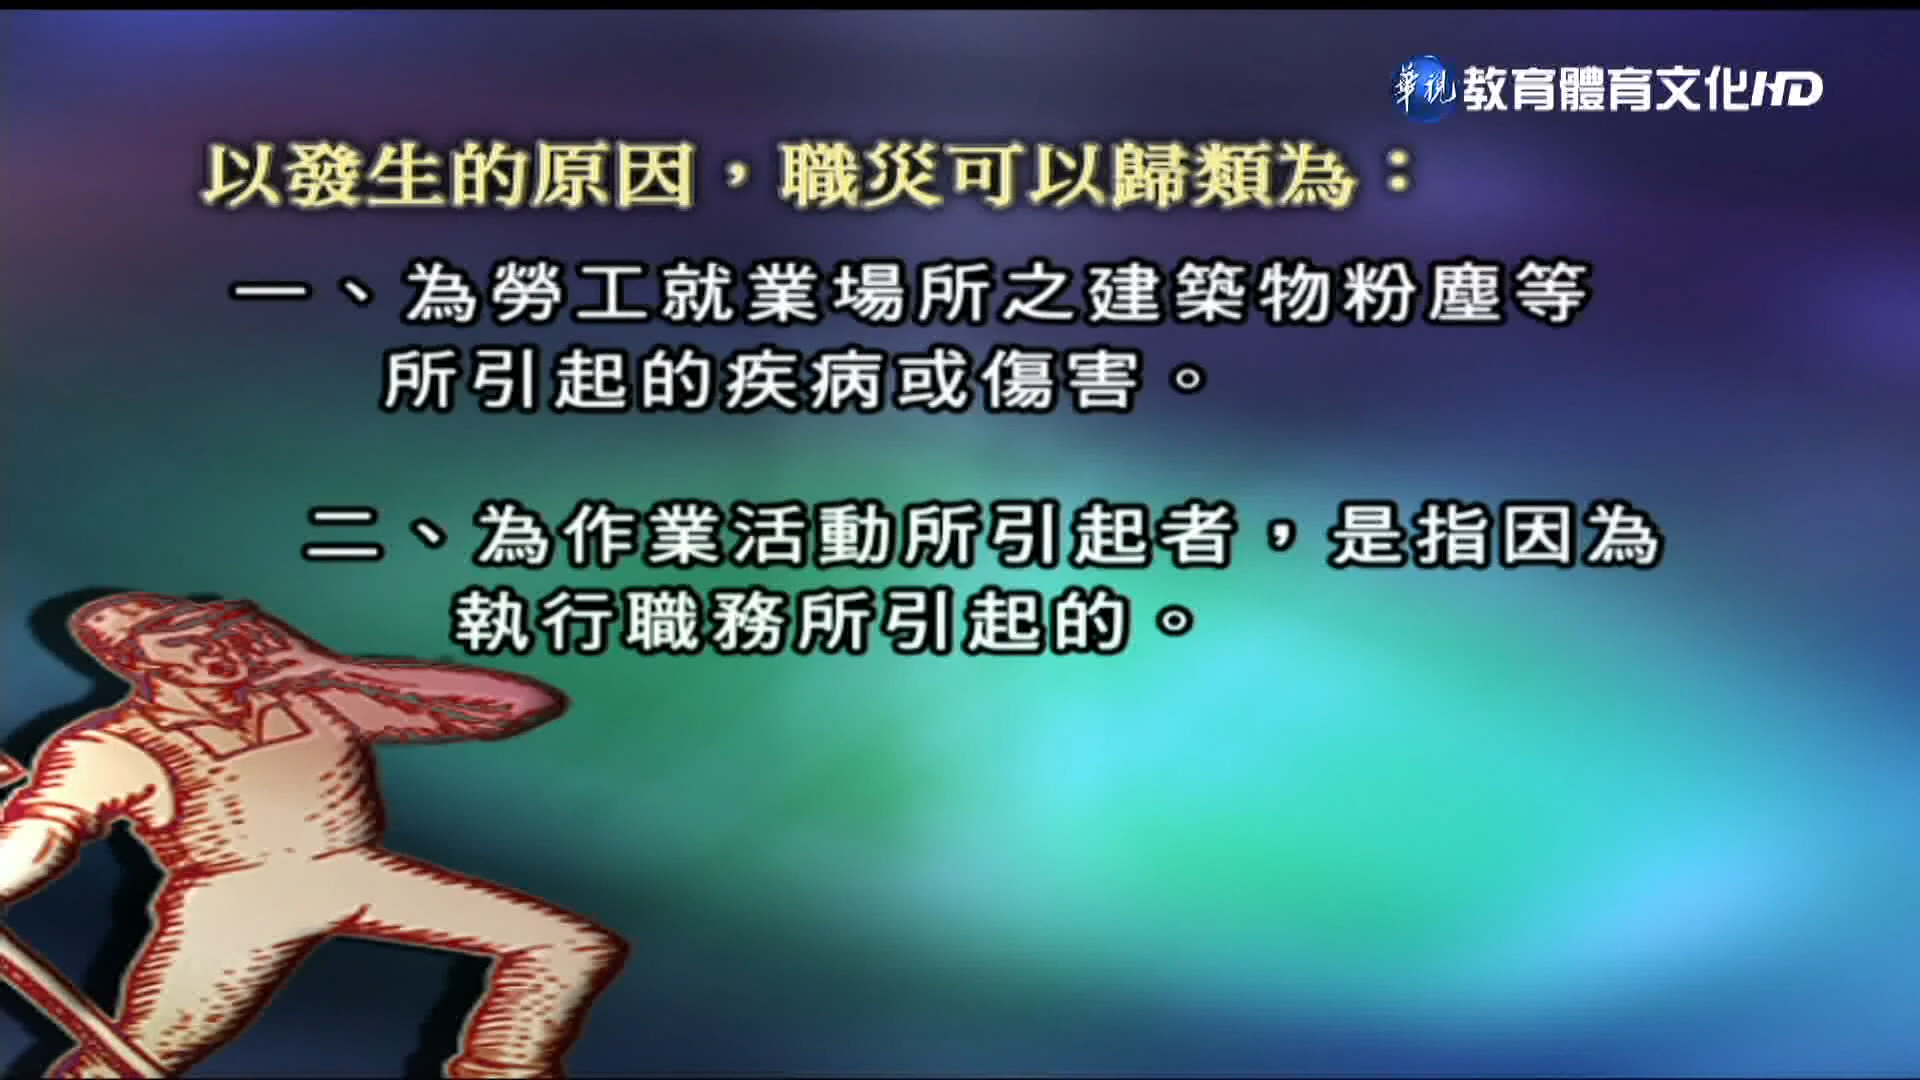 華視 教育體育文化HD
以發生的原因，職災可以歸類為：
一、為勞工就業場所之建築物粉塵等
所引起的疾病或傷害。
二、為作業活動所引起者，是指因為
執行職務所引起的。